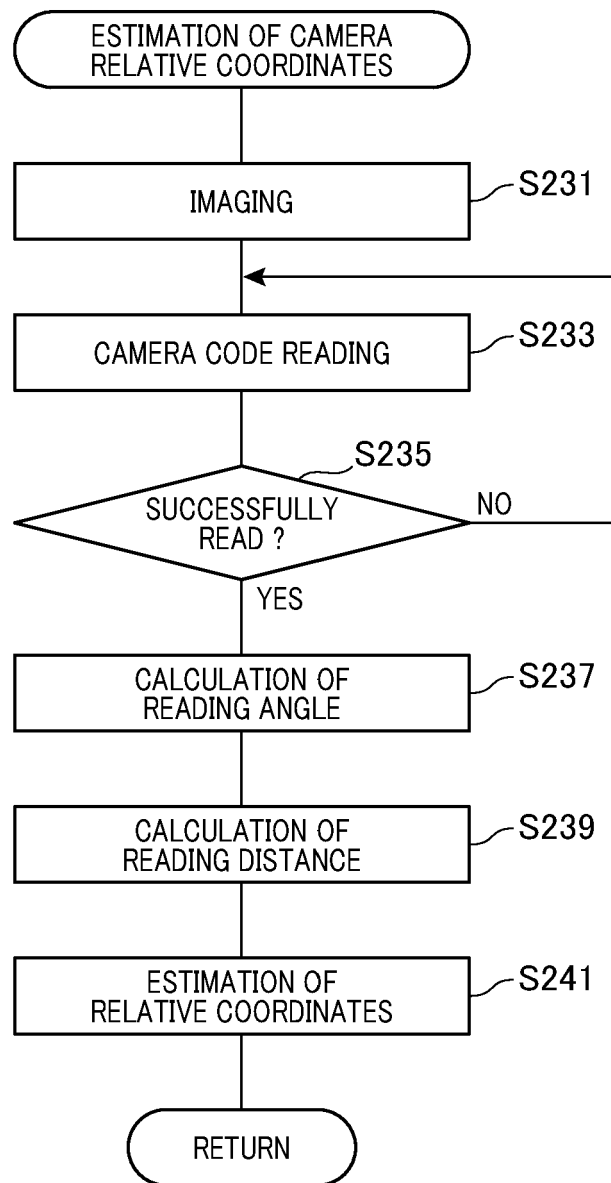 ESTIMATION OF CAMERA
RELATIVE COORDINATES
IMAGING
S231
CAMERA CODE READING
S233
S235
SUCCESSFULLY
READ ?
NO
YES
CALCULATION OF
READING ANGLE
S237
CALCULATION OF
READING DISTANCE
S239
ESTIMATION OF
RELATIVE COORDINATES
S241
RETURN